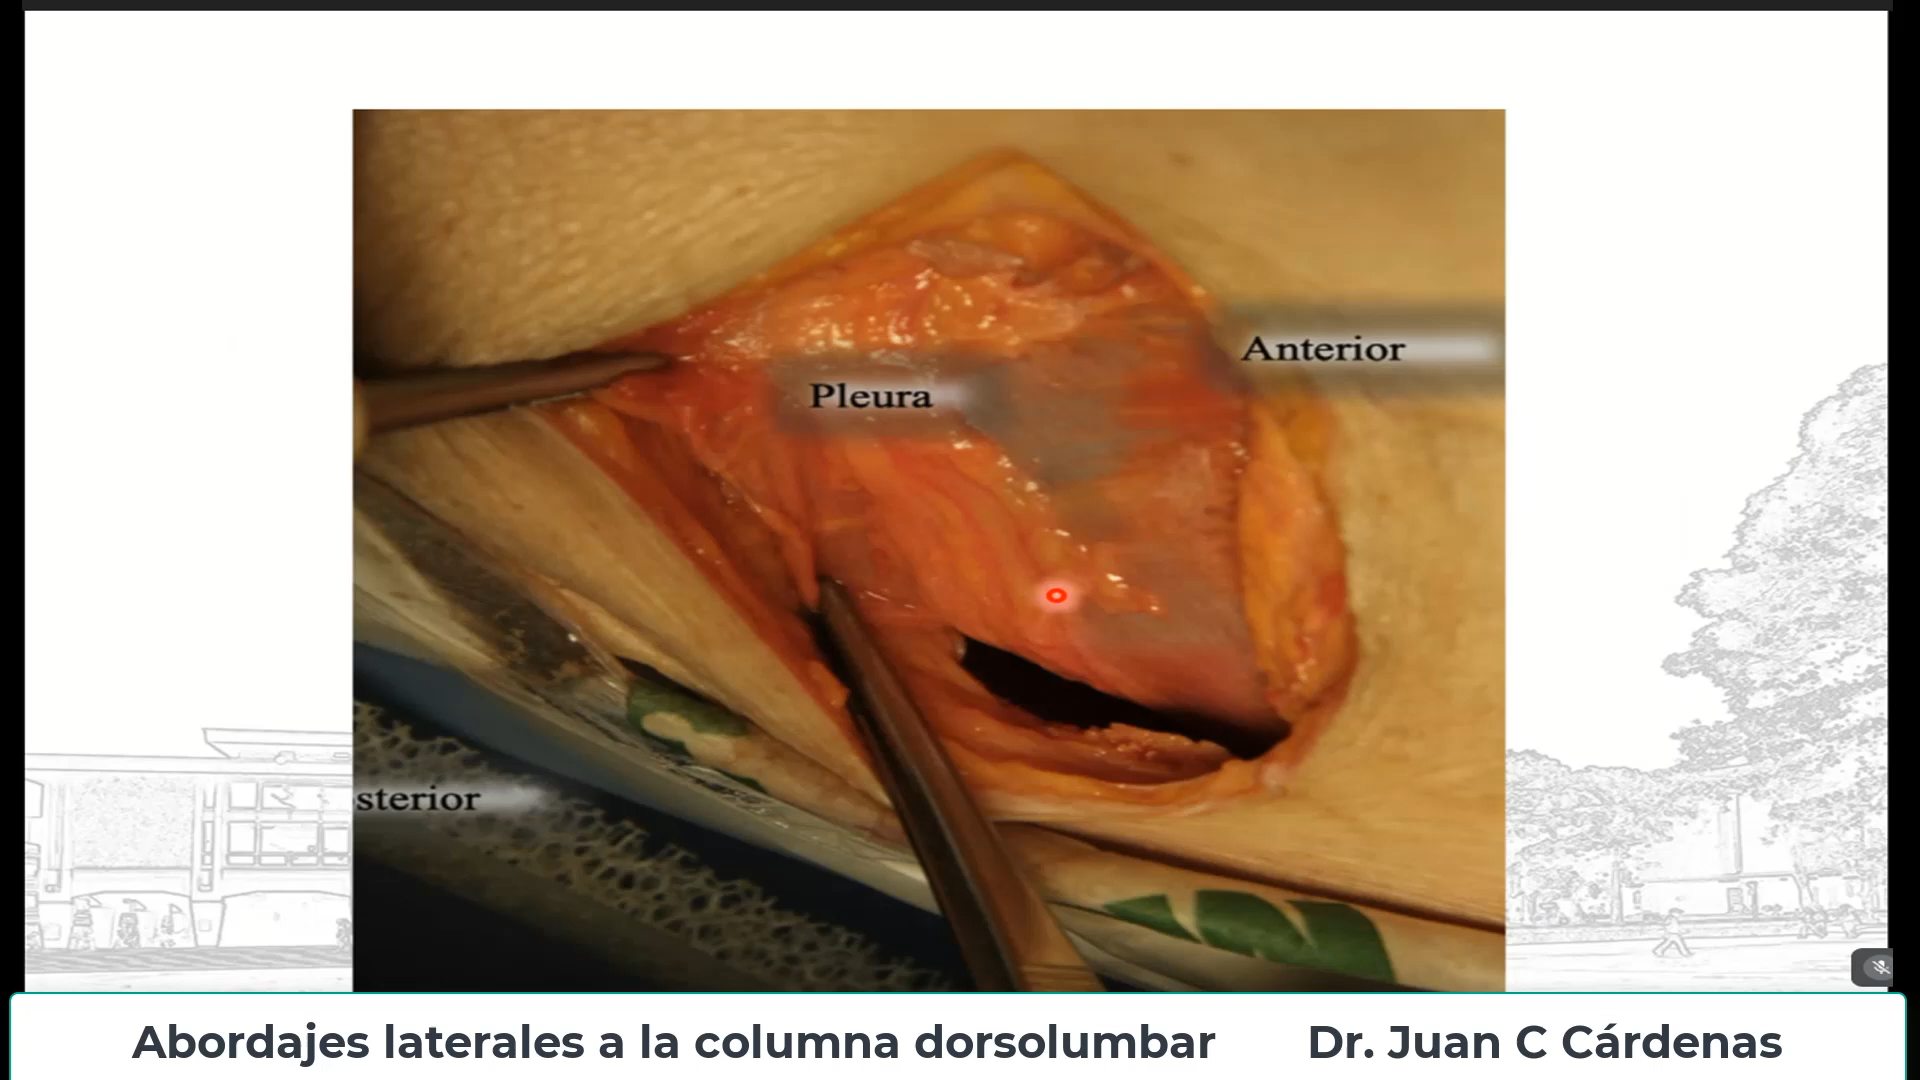 Anterior
Pleura
sterior
Abordajes laterales a la columna dorsolumbar Dr. Juan C Cárdenas